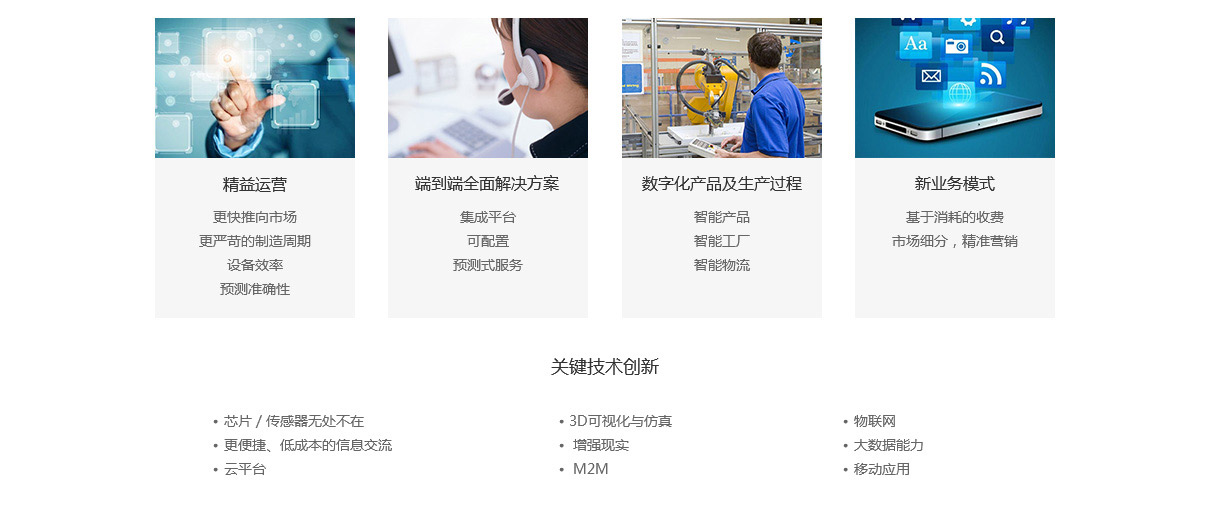 Aa
精益运营
更快推向市场
更严苛的制造周期
设备效率
预测准确性
端到端全面解决方案
集成平台
可配置
预测式服务
数字化产品及生产过程
智能产品
智能工厂
智能物流
新业务模式
基于消耗的收费
市场细分，精准营销
关键技术创新
• 芯片 / 传感器无处不在
• 更便捷、低成本的信息交流
• 云平台
• 3D可视化与仿真
• 增强现实
• M2M
• 物联网
• 大数据能力
• 移动应用